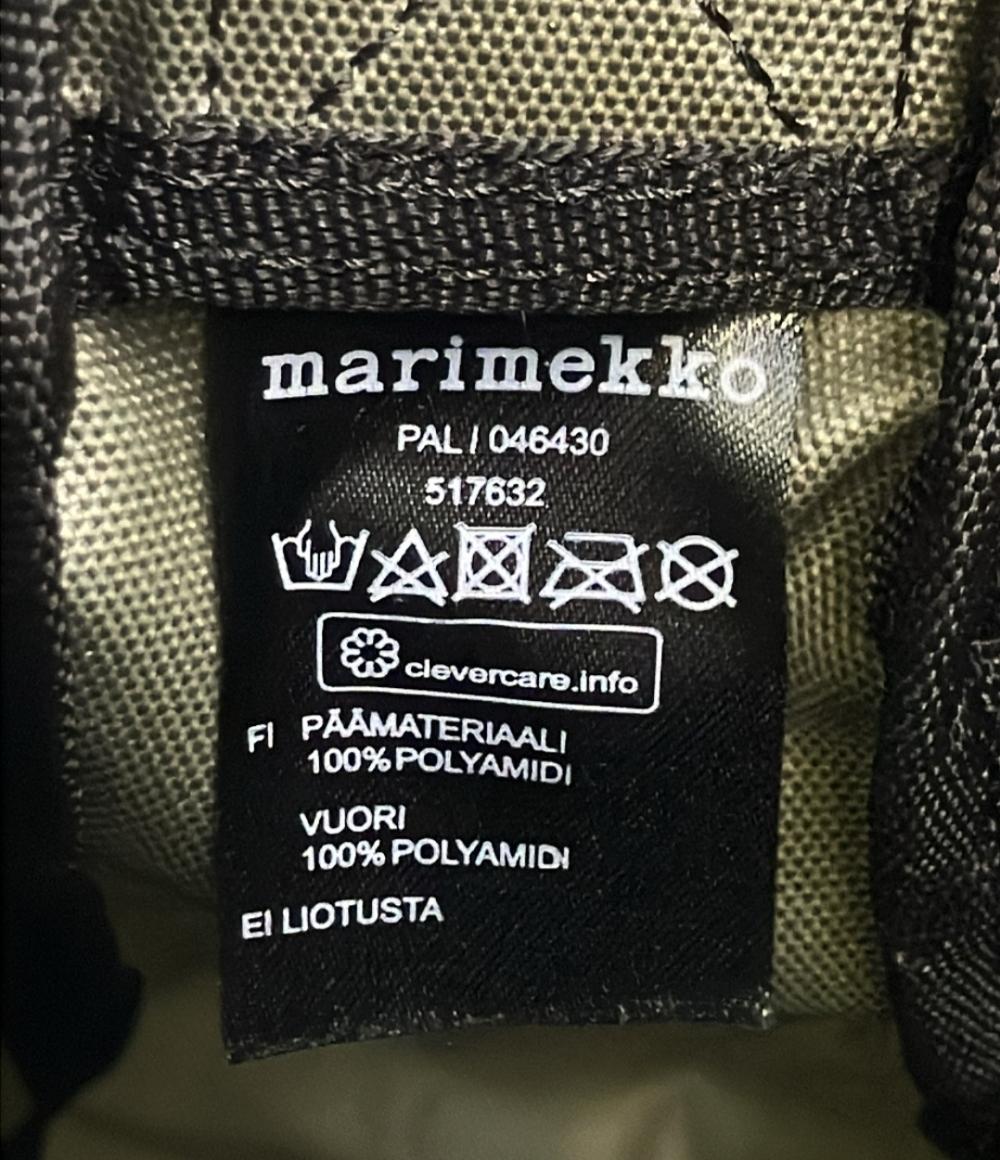 marimekko
PAL / 046430
517632
clevercare.info
FI PÄÄMATERIAALI
100% POLYAMIDI
VUORI
100% POLYAMIDI
EI LIOTUSTA